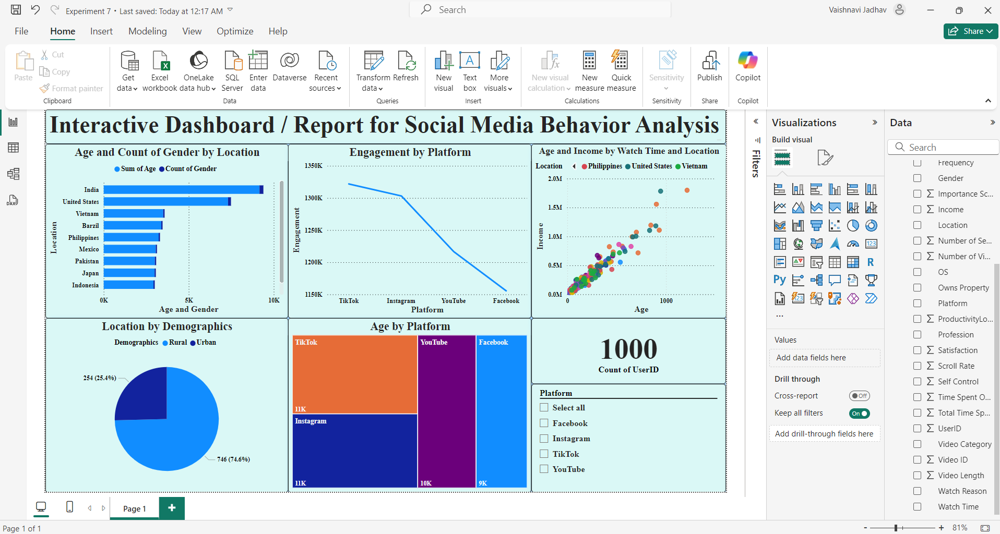 Experiment 7 • Last saved: Today at 12:17 AM
Search
Vaishnavi Jadhav
File Home Insert Modeling View Optimize Help
Share
Paste
Cut
Copy
Format painter
Clipboard
Get data
Excel workbook
OneLake data hub
SQL Server
Enter data
Dataverse
Recent sources
Data
Transform data
Refresh
Queries
New visual
Text box
More visuals
Insert
New visual calculation
New measure
Quick measure
Calculations
Sensitivity
Sensitivity
Publish
Share
Copilot
Copilot
Interactive Dashboard / Report for Social Media Behavior Analysis
Age and Count of Gender by Location
Sum of Age Count of Gender
Location
India
United States
Vietnam
Barzil
Philippines
Mexico
Pakistan
Japan
Indonesia
0K 5K 10K
Age and Gender
Engagement by Platform
Engagement
1350K
1300K
1250K
1200K
1150K
TikTok Instagram YouTube Facebook
Platform
Age and Income by Watch Time and Location
Location Philippines United States Vietnam
Income
2.0M
1.5M
1.0M
0.5M
0.0M
0 1000
Age
Location by Demographics
Demographics Rural Urban
254 (25.4%)
746 (74.6%)
Age by Platform
TikTok
11K
Instagram
11K
YouTube
10K
Facebook
9K
1000
Count of UserID
Platform
Select all
Facebook
Instagram
TikTok
YouTube
Filters
Visualizations
Build visual
123
R
Py
123
...
Values
Add data fields here
Drill through
Cross-report Off
Keep all filters On
Add drill-through fields here
Data
Search
Frequency
Gender
Importance Sc...
Income
Location
Number of Se...
Number of Vi...
OS
Owns Property
Platform
ProductivityLo...
Profession
Satisfaction
Scroll Rate
Self Control
Time Spent O...
Total Time Sp...
UserID
Video Category
Video ID
Video Length
Watch Reason
Watch Time
DAX
Page 1
Page 1 of 1
- + 81%